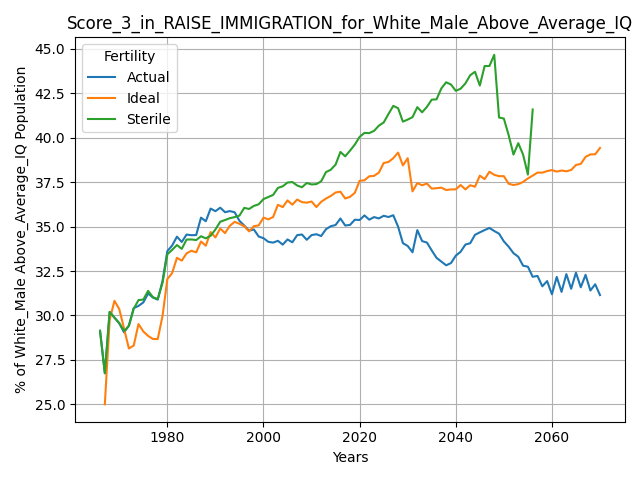 Score_3_in_RAISE_IMMIGRATION_for_White_Male_Above_Average_IQ
Fertility
Actual
Ideal
Sterile
% of White_Male Above_Average_IQ Population
45.0
42.5
40.0
37.5
35.0
32.5
30.0
27.5
25.0
1980 2000 2020 2040 2060
Years